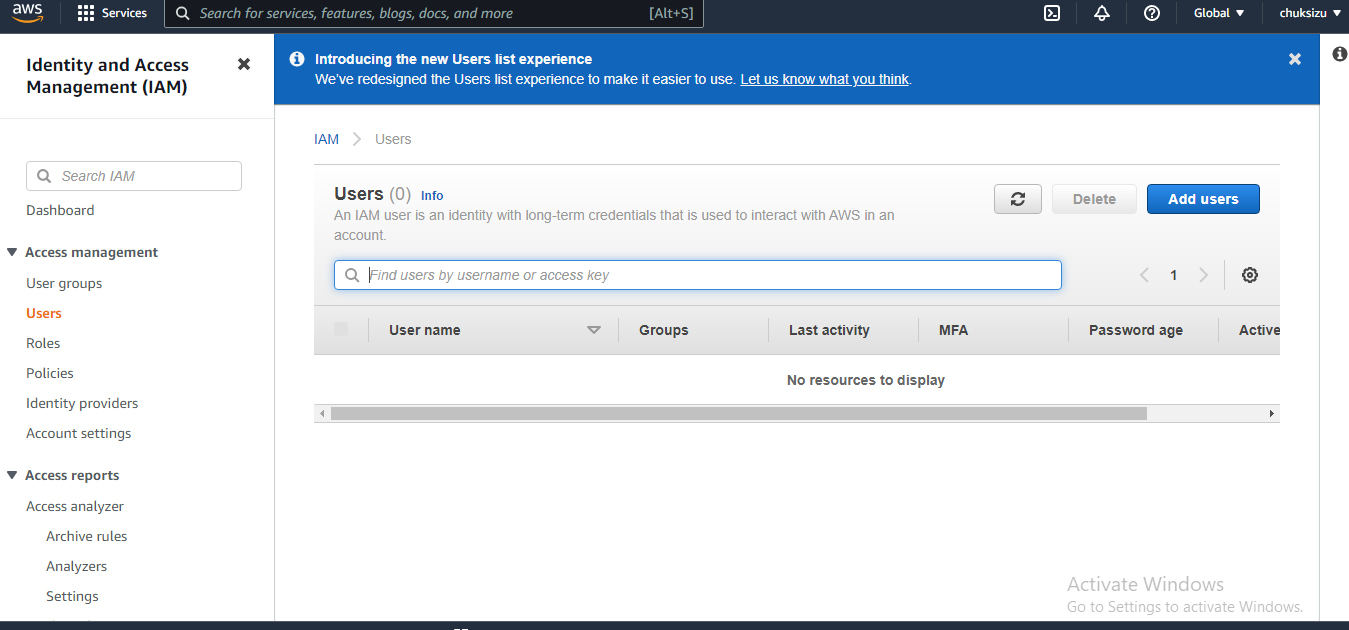 aws
Services
Search for services, features, blogs, docs, and more
[Alt+S]
Global
chuksizu
Identity and Access
Management (IAM)
Search IAM
Dashboard
Access management
User groups
Users
Roles
Policies
Identity providers
Account settings
Access reports
Access analyzer
Archive rules
Analyzers
Settings
Introducing the new Users list experience
We've redesigned the Users list experience to make it easier to use. Let us know what you think.
IAM
Users
Users (0) Info
An IAM user is an identity with long-term credentials that is used to interact with AWS in an
account.
Delete
Add users
Find users by username or access key
1
User name
Groups
Last activity
MFA
Password age
Active
No resources to display
Activate Windows
Go to Settings to activate Windows.